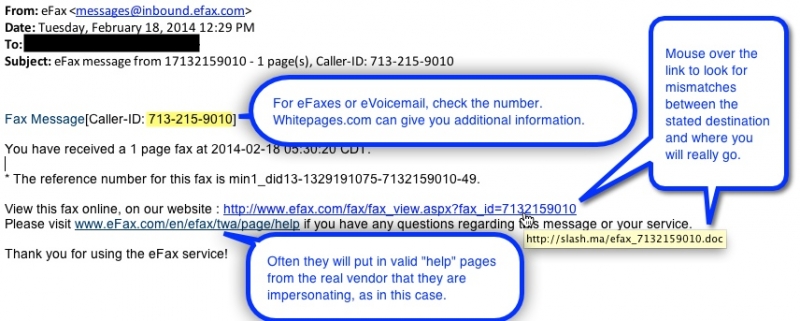 From: eFax <messages@inbound.efax.com>
Date: Tuesday, February 18, 2014 12:29 PM
To:
Subject: eFax message from 17132159010 - 1 page(s), Caller-ID: 713-215-9010
Mouse over the
link to look for
mismatches
between the
stated destination
and where you
will really go.
For eFaxes or eVoicemail, check the number.
Whitepages.com can give you additional information.
Fax Message[Caller-ID: 713-215-9010]
You have received a 1 page fax at 2014-02-18 05:30:20 CDT.
* The reference number for this fax is min1_did13-1329191075-7132159010-49.
View this fax online, on our website : http://www.efax.com/fax/fax_view.aspx?fax_id=7132159010
Please visit www.eFax.com/en/efax/twa/page/help if you have any questions regarding this message or your service.
http://slash.ma/efax_7132159010.doc
Thank you for using the eFax service!
Often they will put in valid "help" pages
from the real vendor that they are
impersonating, as in this case.